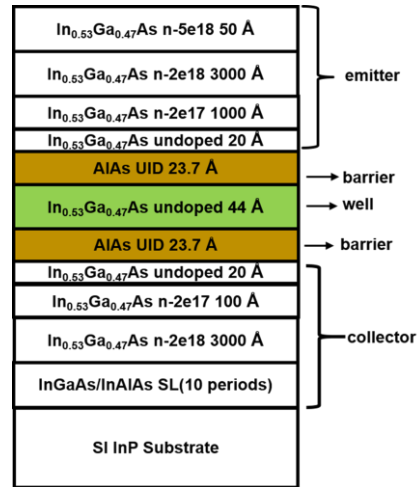 In0.53Ga0.47As n-5e18 50 Å
In0.53Ga0.47As n-2e18 3000 Å
emitter
In0.53Ga0.47As n-2e17 1000 Å
In0.53Ga0.47As undoped 20 Å
AlAs UID 23.7 Å
barrier
In0.53Ga0.47As undoped 44 Å
well
AlAs UID 23.7 Å
barrier
In0.53Ga0.47As undoped 20 Å
In0.53Ga0.47As n-2e17 100 Å
collector
In0.53Ga0.47As n-2e18 3000 Å
InGaAs/InAlAs SL(10 periods)
SI InP Substrate